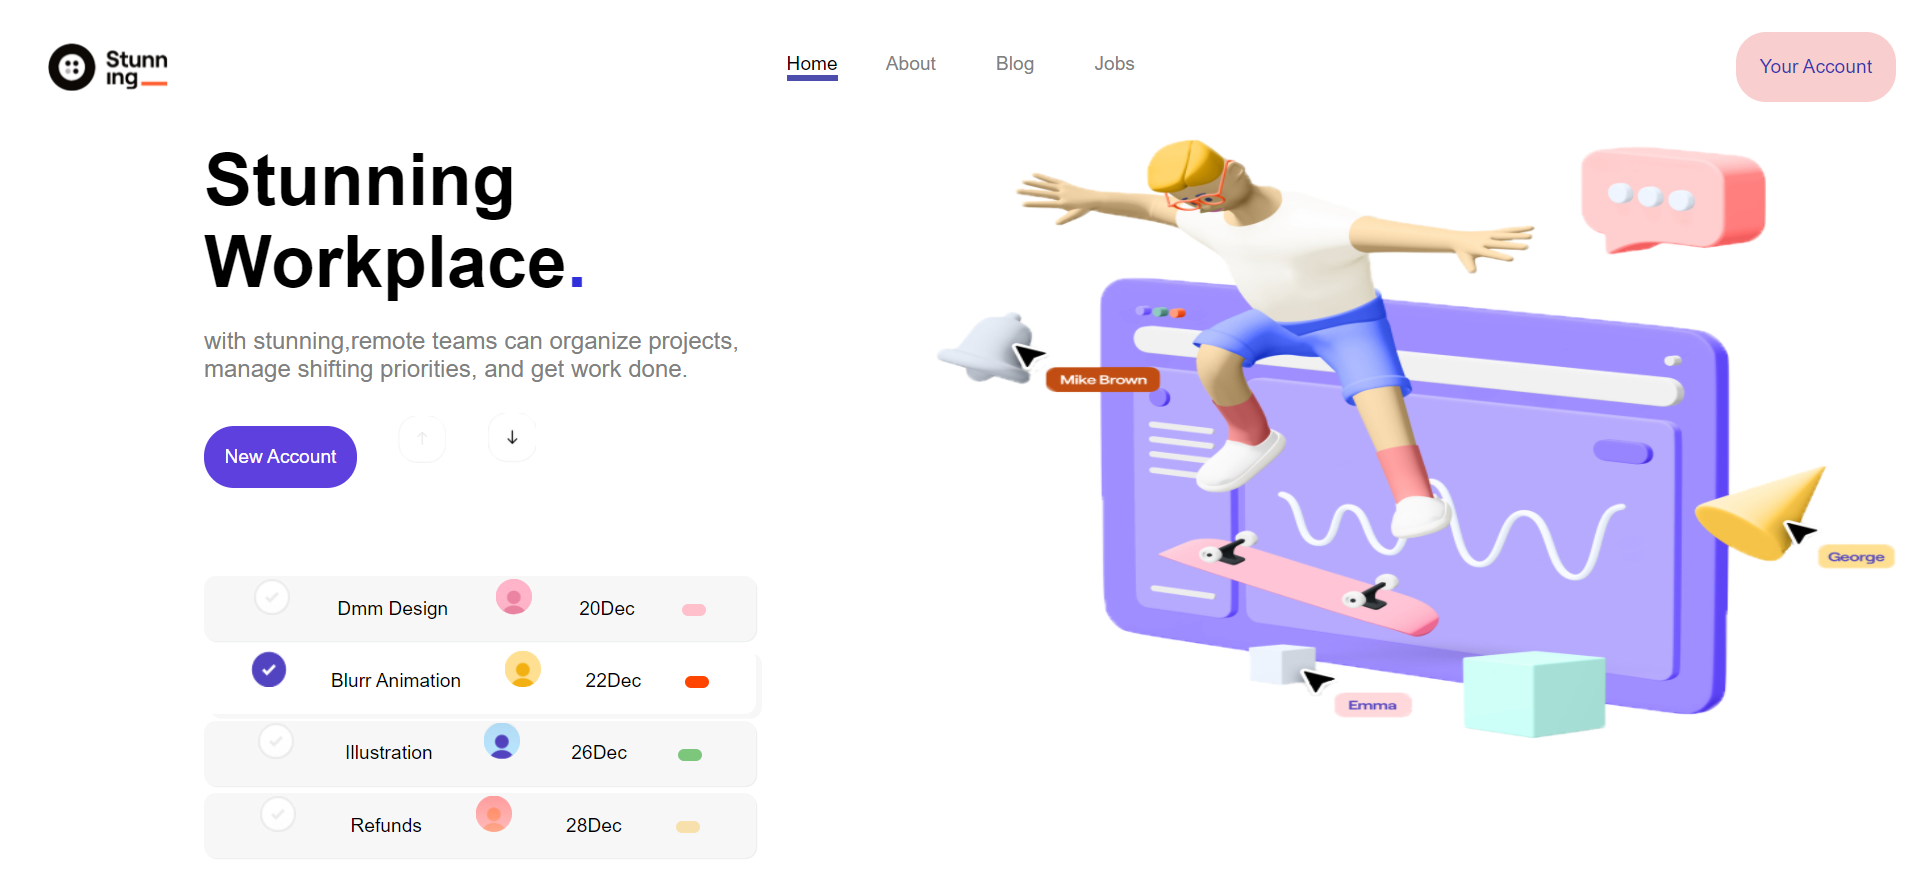 Stunn
ing
Home About Blog Jobs
Your Account
Stunning
Workplace.
with stunning,remote teams can organize projects,
manage shifting priorities, and get work done.
New Account
Mike Brown
George
Emma
Dmm Design 20Dec
Blurr Animation 22Dec
Illustration 26Dec
Refunds 28Dec